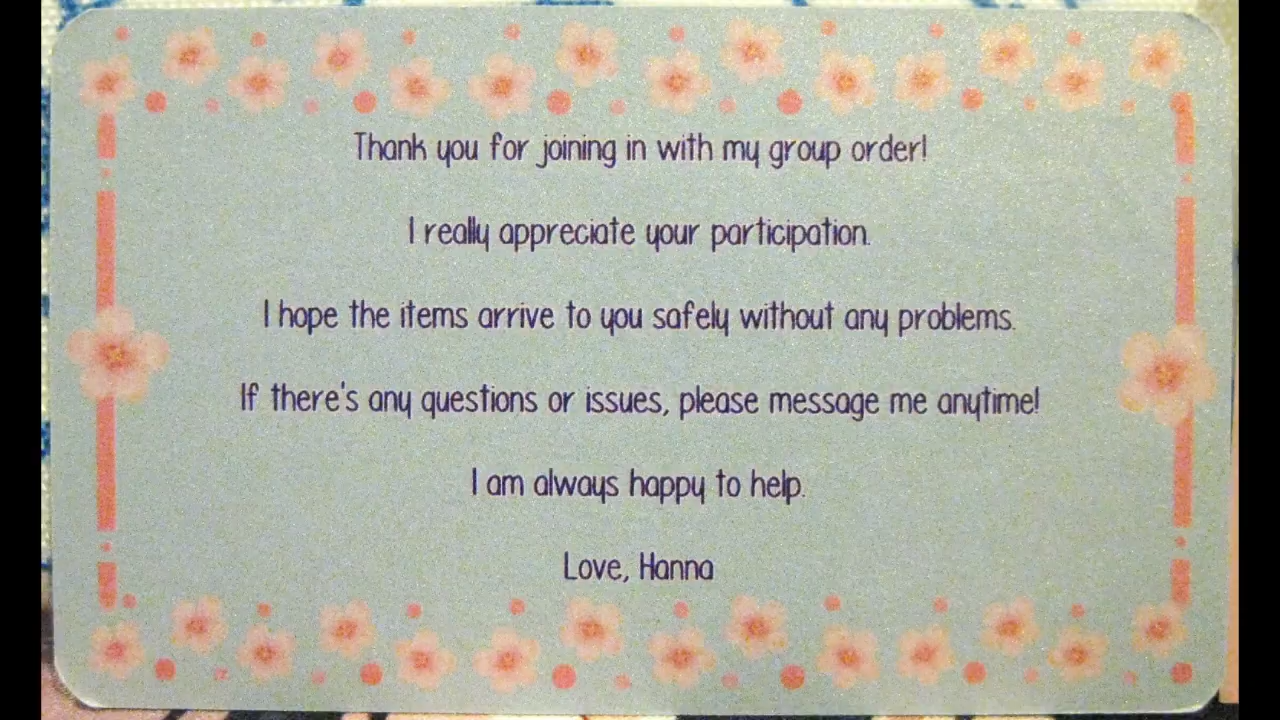 Thank you for joining in with my group order!
I really appreciate your participation.
I hope the items arrive to you safely without any problems.
If there's any questions or issues, please message me anytime!
I am always happy to help.
Love, Hanna